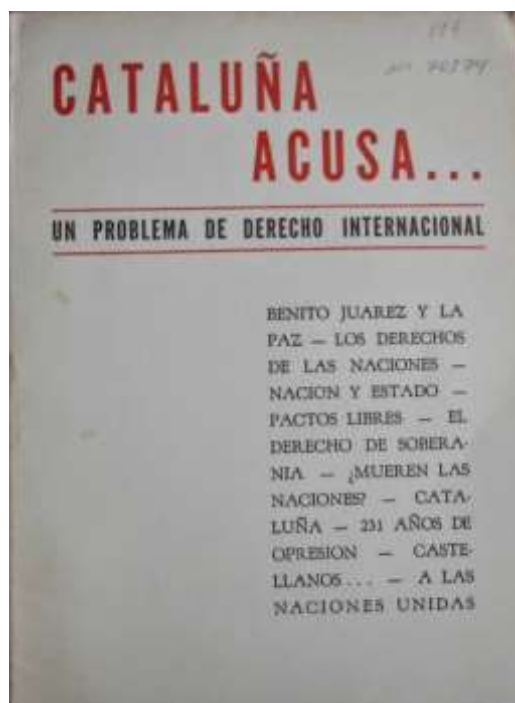 CATALUÑA
ACUSA...
UN PROBLEMA DE DERECHO INTERNACIONAL
BENITO JUAREZ Y LA
PAZ — LOS DERECHOS
DE LAS NACIONES —
NACION Y ESTADO —
PACTOS LIBRES — EL
DERECHO DE SOBERA-
NIA — ¿MUEREN LAS
NACIONES? — CATA-
LUÑA — 231 AÑOS DE
OPRESION — CASTE-
LLANOS... — A LAS
NACIONES UNIDAS